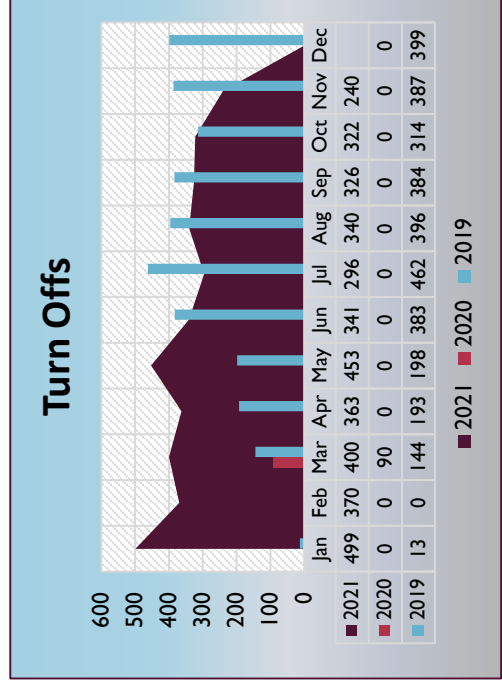 Turn Offs
600
500
400
300
200
100
0
Jan Feb Mar Apr May Jun Jul Aug Sep Oct Nov Dec
2021 499 370 400 363 453 341 296 340 326 322 240
2020 0 0 90 0 0 0 0 0 0 0 0 0
2019 13 0 144 193 198 383 462 396 384 314 387 399
2021 2020 2019